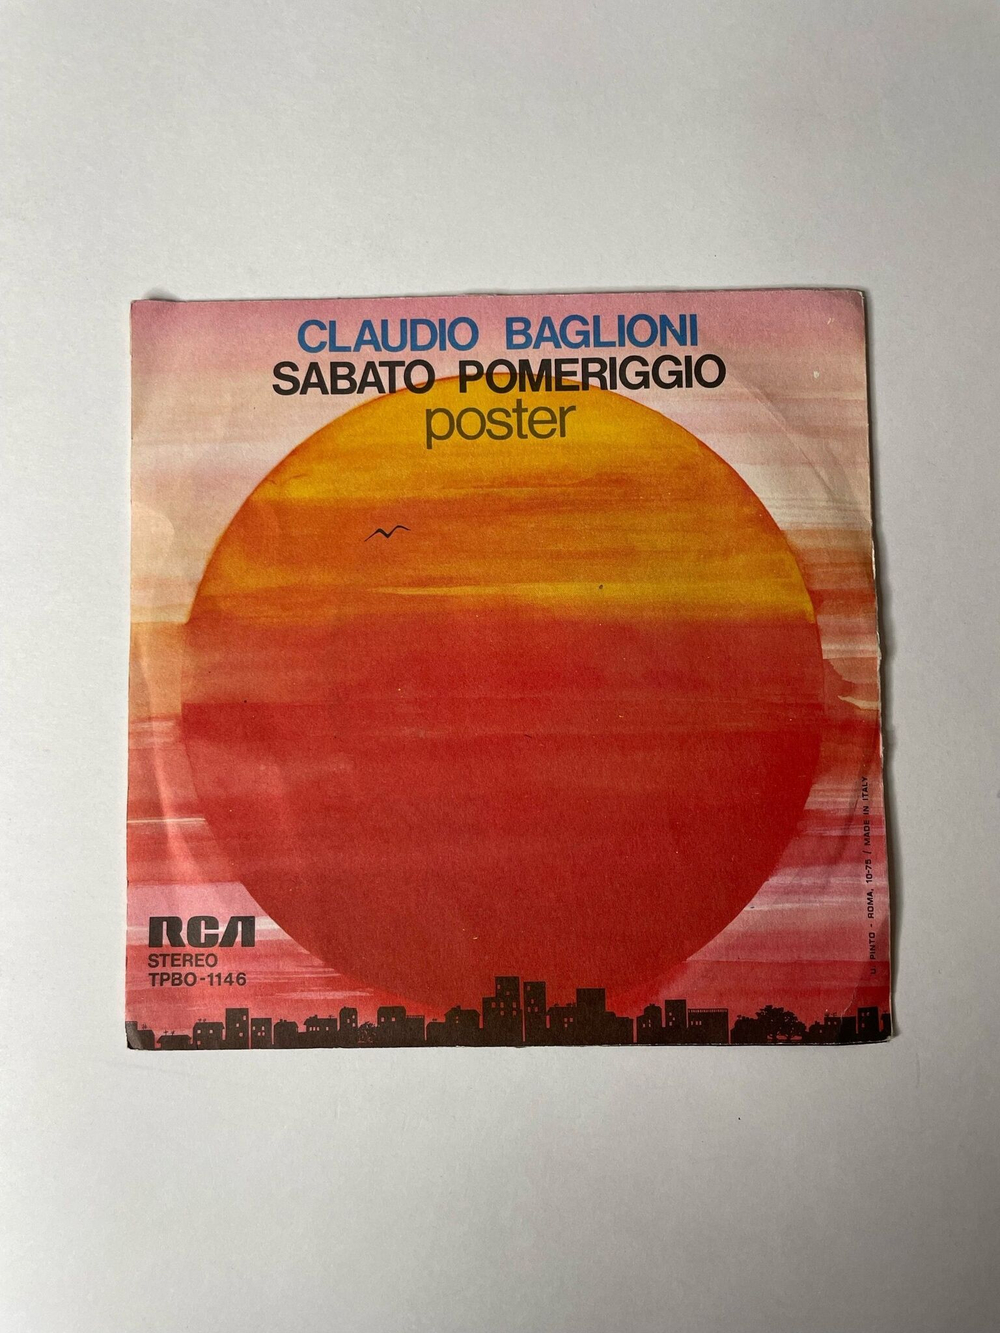 CLAUDIO BAGLIONI
SABATO POMERIGGIO
poster
RCA
STEREO
TPBO-1146
U. PINTO - ROMA, 10-75 / MADE IN ITALY